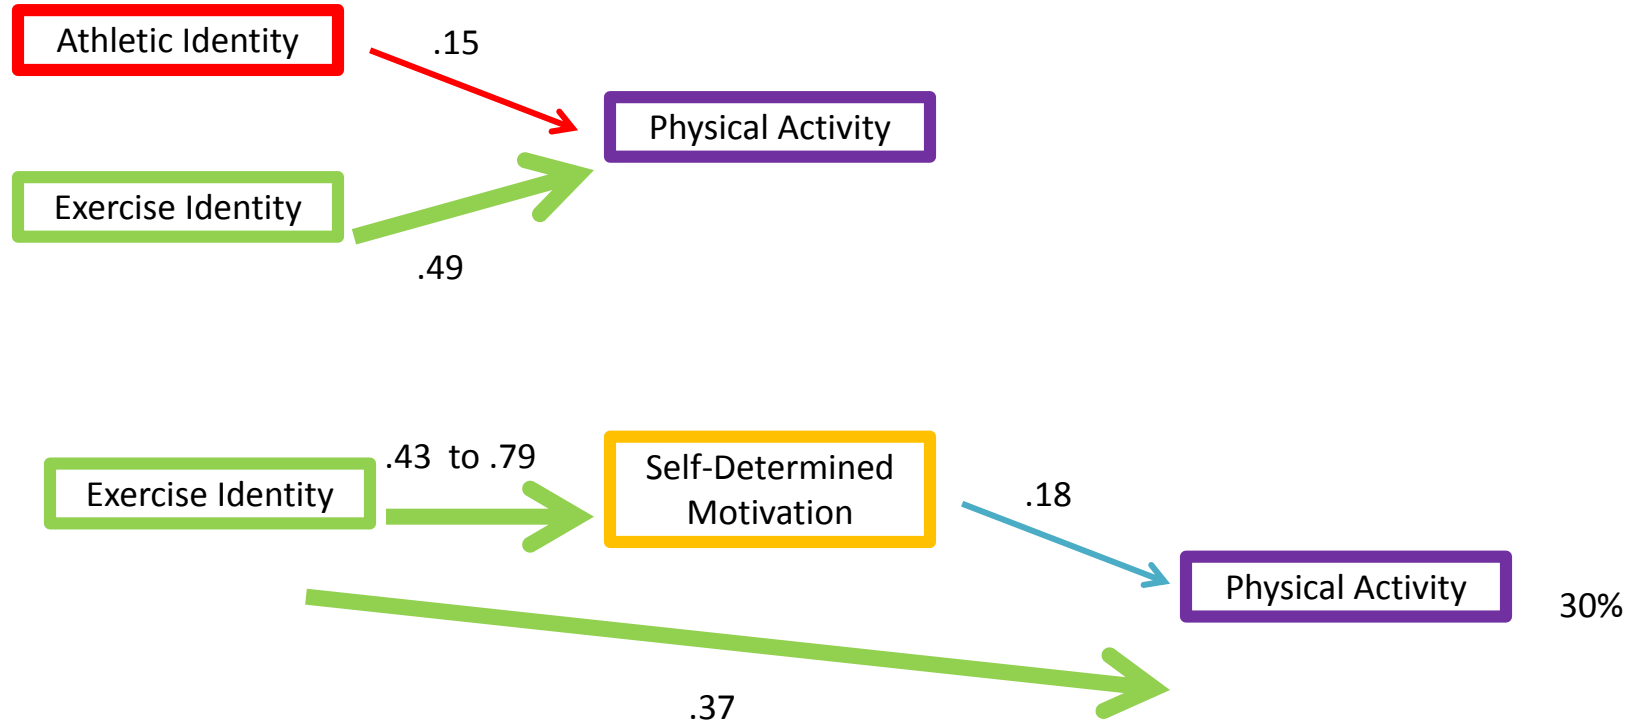 Athletic Identity
.15
Physical Activity
Exercise Identity
.49
.43 to .79
Exercise Identity
Self-Determined
Motivation
.18
Physical Activity
30%
.37